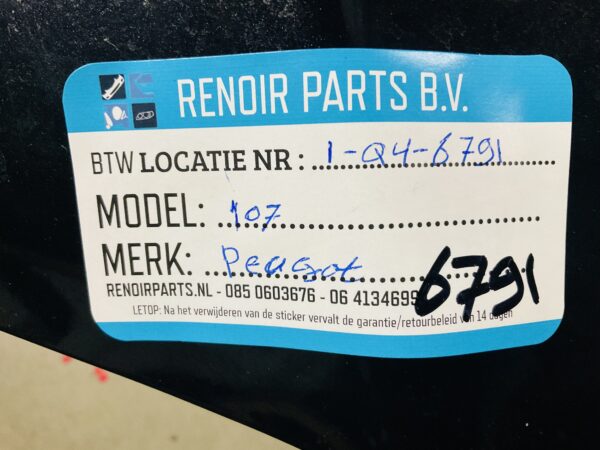 RENOIR PARTS B.V.
BTW LOCATIE NR : 1-Q4-6791
MODEL: 107
MERK: Peugot
RENOIRPARTS.NL - 085 0603676 - 06 4134699
6791
LETOP: Na het verwijderen van de sticker vervalt de garantie/retourbeleid van 14 dagen